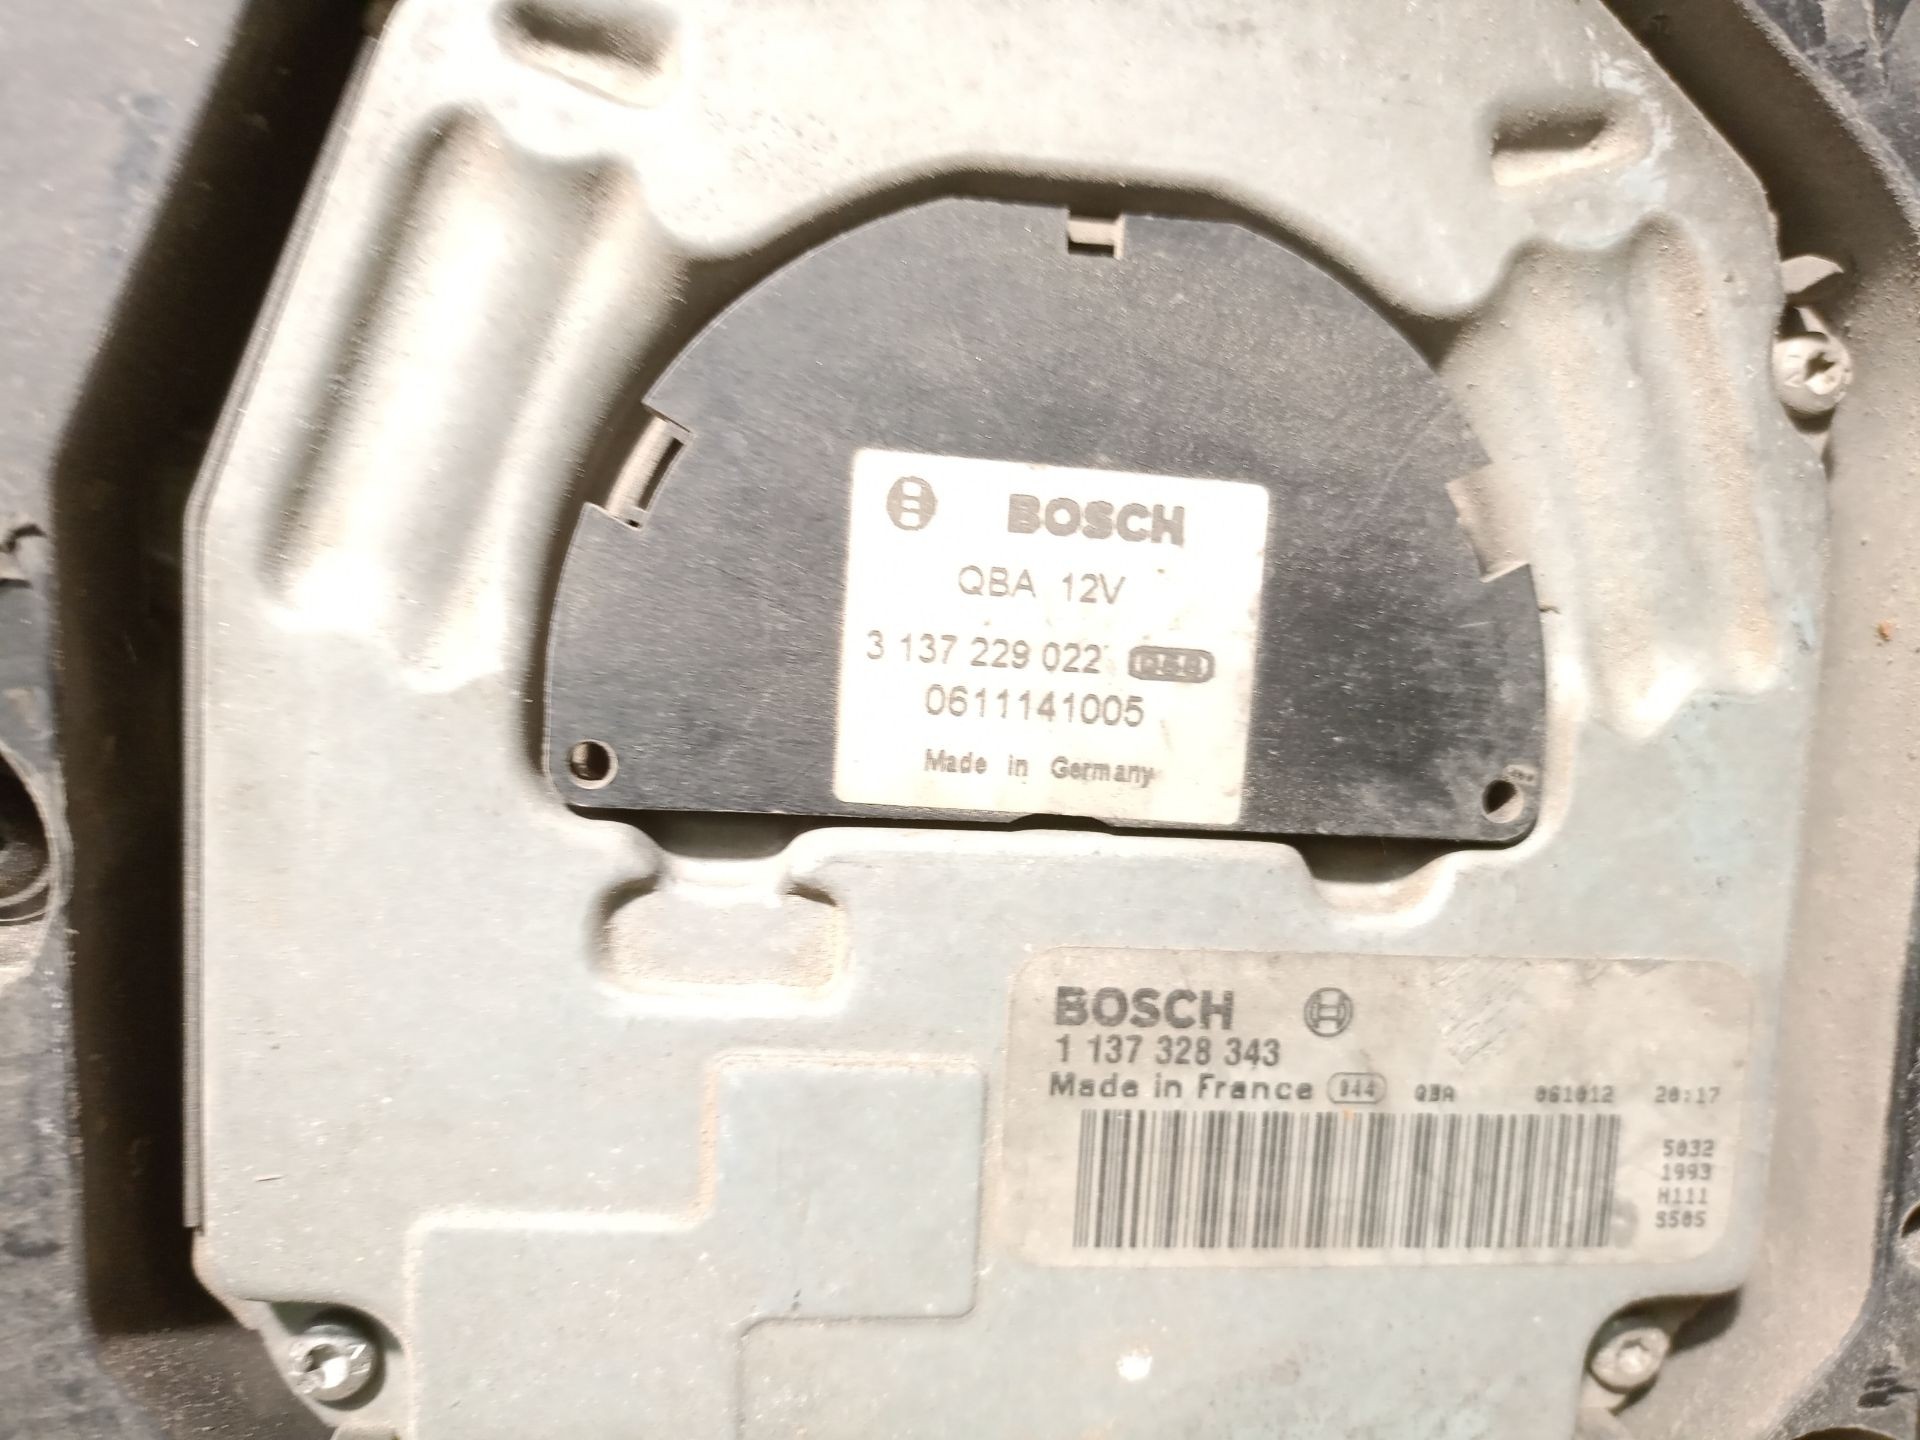 BOSCH
QBA 12V
3 137 229 022
0611141005
Made in Germany
BOSCH
1 137 328 343
Made in France 944 QBA 061012 20:17
5032
1993
H111